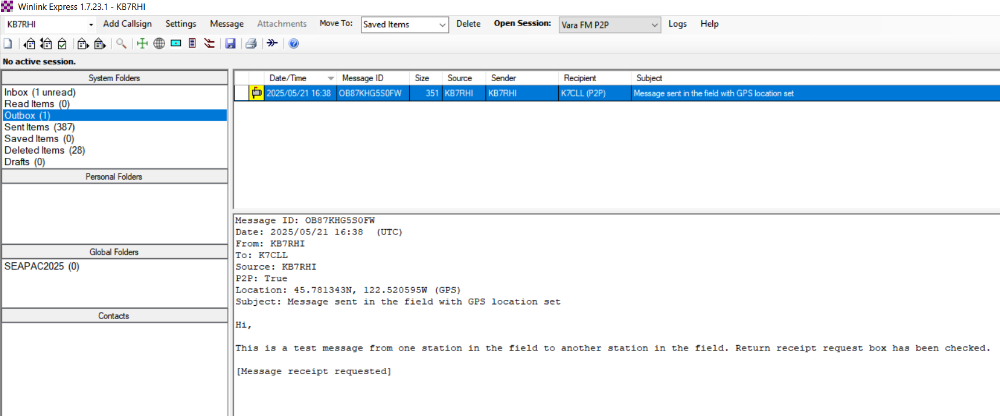 Winlink Express 1.7.23.1 - KB7RHI
KB7RHI Add Callsign Settings Message Attachments Move To: Saved Items Delete Open Session: Vara FM P2P Logs Help
No active session.
System Folders
Inbox (1 unread)
Read Items (0)
Outbox (1)
Sent Items (387)
Saved Items (0)
Deleted Items (28)
Drafts (0)
Personal Folders
Global Folders
SEAPAC2025 (0)
Contacts
Date/Time Message ID Size Source Sender Recipient Subject
2025/05/21 16:38 OB87KHG5S0FW 351 KB7RHI KB7RHI K7CLL (P2P) Message sent in the field with GPS location set
Message ID: OB87KHG5S0FW
Date: 2025/05/21 16:38 (UTC)
From: KB7RHI
To: K7CLL
Source: KB7RHI
P2P: True
Location: 45.781343N, 122.520595W (GPS)
Subject: Message sent in the field with GPS location set
Hi,
This is a test message from one station in the field to another station in the field. Return receipt request box has been checked.
[Message receipt requested]